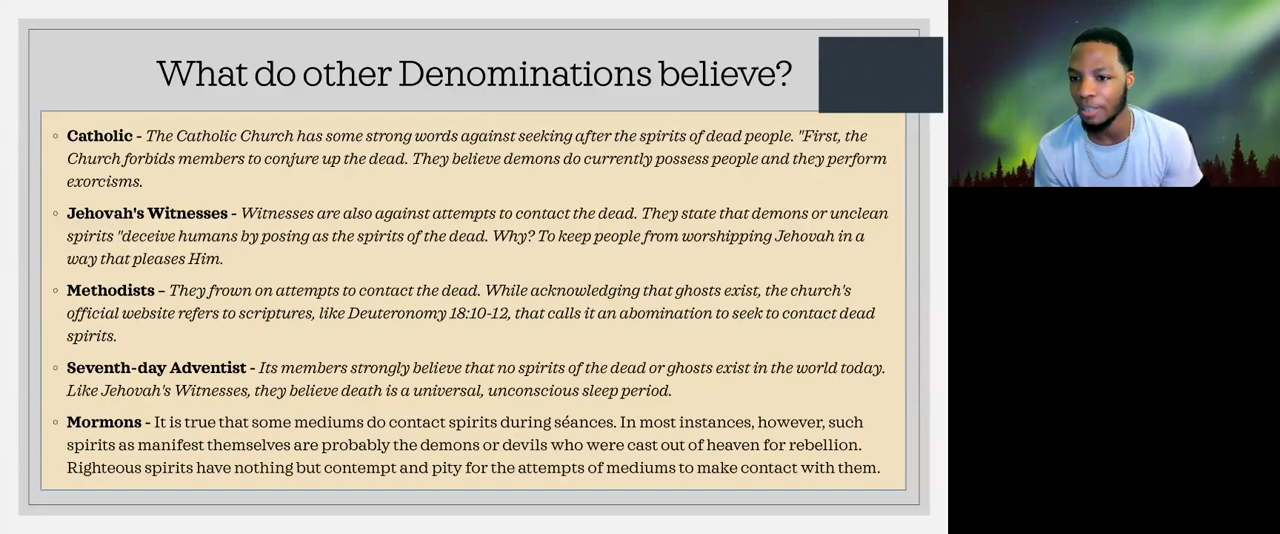 What do other Denominations believe?
◦ Catholic - The Catholic Church has some strong words against seeking after the spirits of dead people. "First, the
Church forbids members to conjure up the dead. They believe demons do currently possess people and they perform
exorcisms.
◦ Jehovah's Witnesses - Witnesses are also against attempts to contact the dead. They state that demons or unclean
spirits "deceive humans by posing as the spirits of the dead. Why? To keep people from worshipping Jehovah in a
way that pleases Him.
◦ Methodists – They frown on attempts to contact the dead. While acknowledging that ghosts exist, the church's
official website refers to scriptures, like Deuteronomy 18:10-12, that calls it an abomination to seek to contact dead
spirits.
◦ Seventh-day Adventist - Its members strongly believe that no spirits of the dead or ghosts exist in the world today.
Like Jehovah's Witnesses, they believe death is a universal, unconscious sleep period.
◦ Mormons - It is true that some mediums do contact spirits during séances. In most instances, however, such
spirits as manifest themselves are probably the demons or devils who were cast out of heaven for rebellion.
Righteous spirits have nothing but contempt and pity for the attempts of mediums to make contact with them.